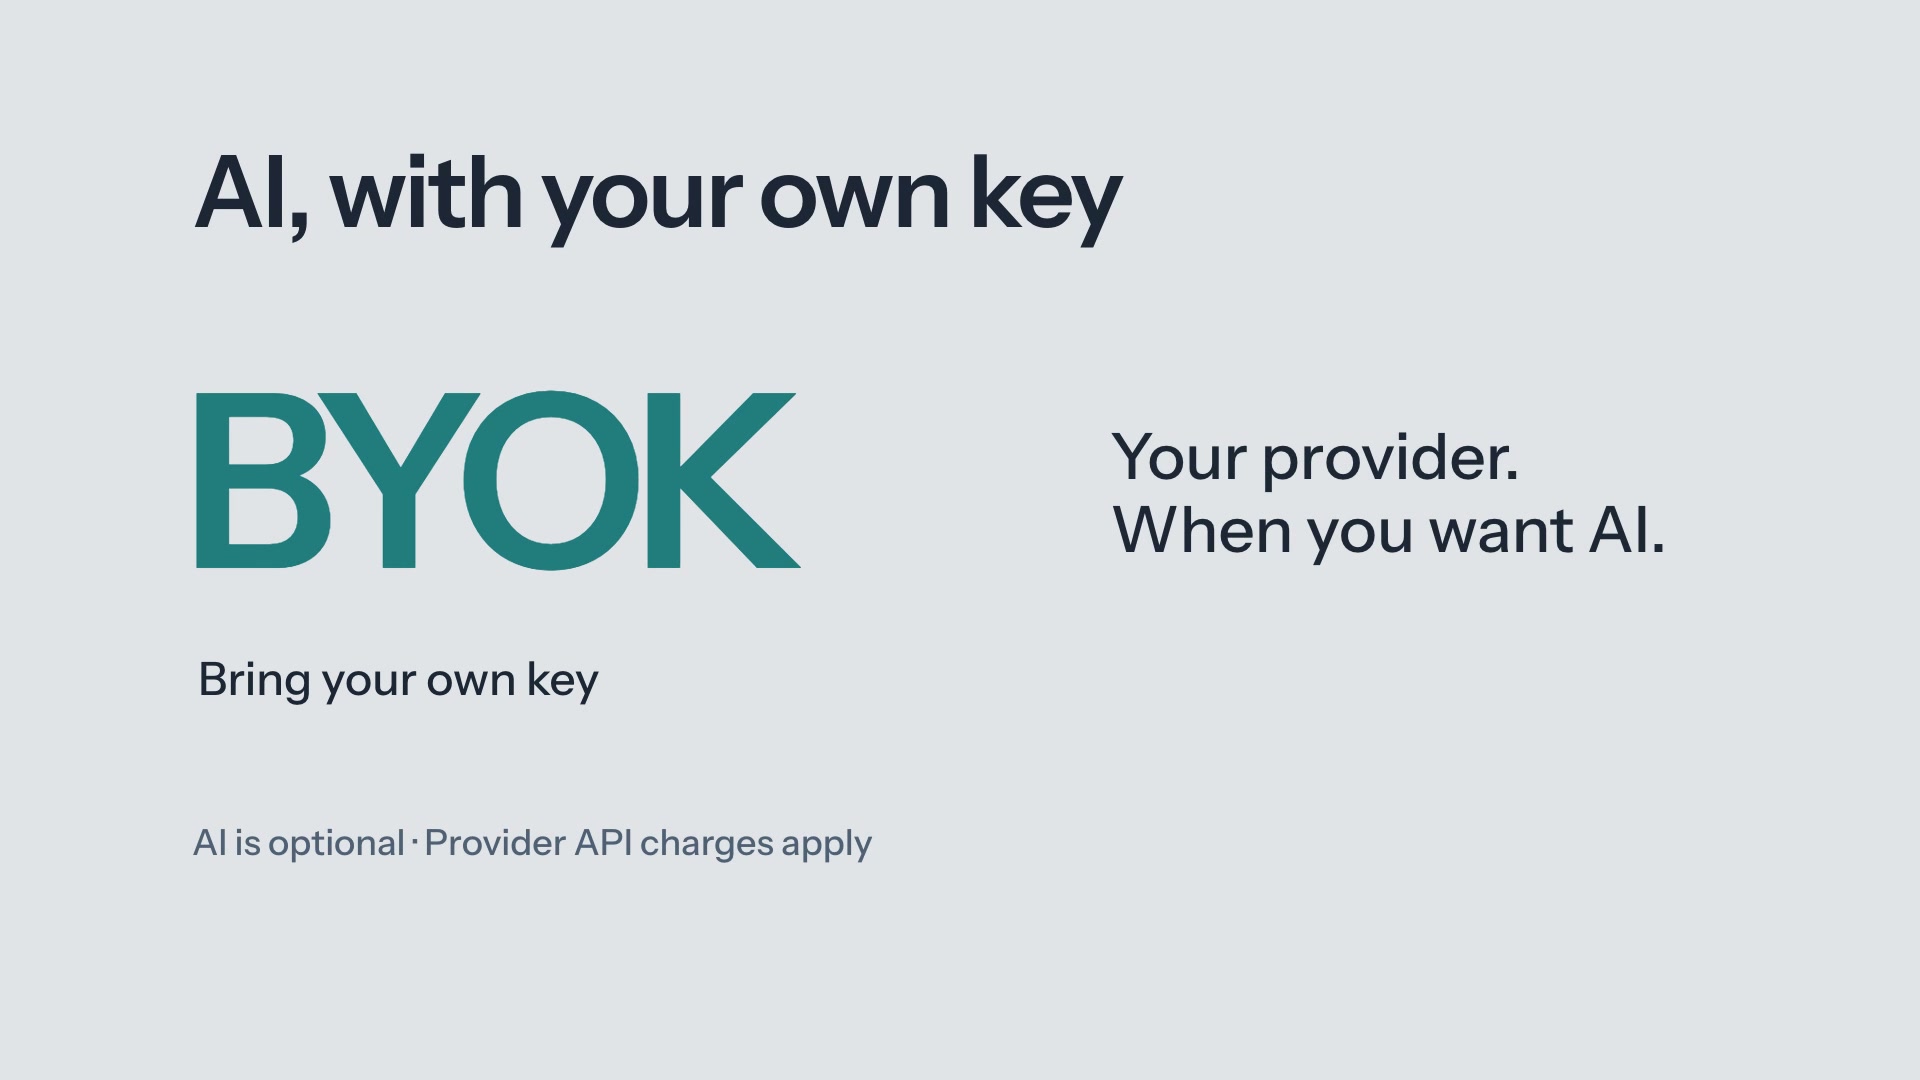 AI, with your own key
BYOK
Your provider.
When you want AI.
Bring your own key
AI is optional · Provider API charges apply